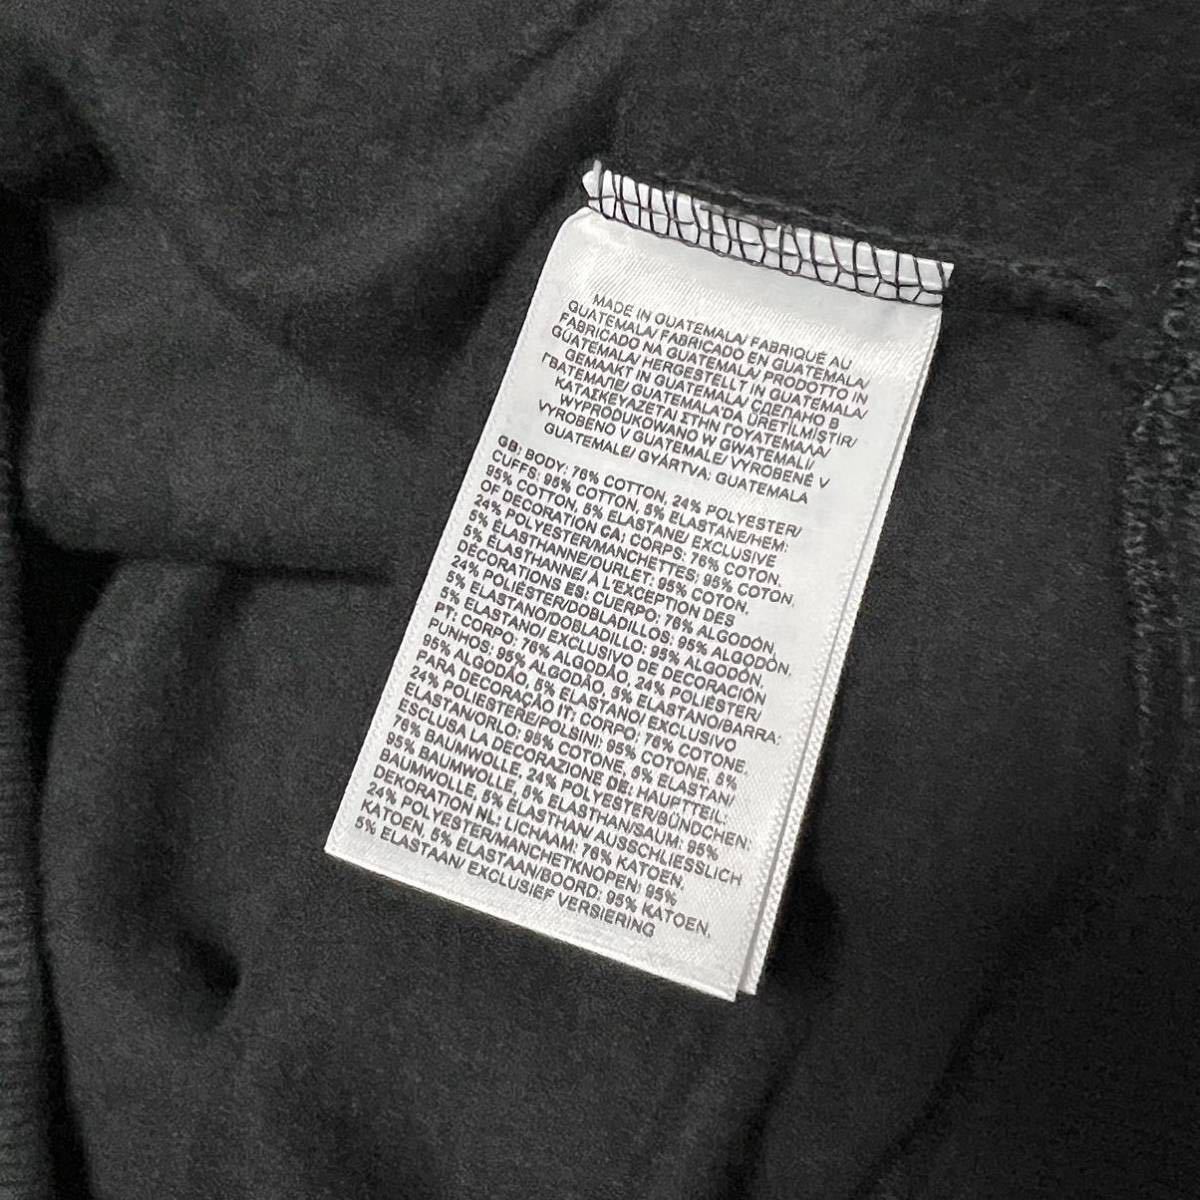 MADE IN GUATEMALA/ FABRIQUÉ AU
GUATEMALA/ FABRICADO EN GUATEMALA/
FABRICADO NA GUATEMALA/ PRODOTTO IN
GUATEMALA/ HERGESTELLT IN GUATEMALA/
GEMAAKT IN GUATEMALA/ СДЕЛАНО В
ГВАТЕМАЛЕ/ GUATEMALA'DA ÜRETİLMİŞTİR/
ΚΑΤΑΣΚΕΥΑΖΕΤΑΙ ΣΤΗΝ ΓΟΥΑΤΕΜΑΛΑ/
WYPRODUKOWANO W GWATEMALI/
VYROBENO V GUATEMALE/ VYROBENÉ V
GUATEMALE/ GYÁRTVA: GUATEMALA
GB: BODY: 76% COTTON, 24% POLYESTER/
CUFFS: 95% COTTON, 5% ELASTANE/HEM:
95% COTTON, 5% ELASTANE/ EXCLUSIVE
OF DECORATION CA: CORPS: 76% COTON,
24% POLYESTER/MANCHETTES: 95% COTON,
5% ÉLASTHANNE/OURLET: 95% COTON,
5% ÉLASTHANNE/ À L'EXCEPTION DES
DÉCORATIONS ES: CUERPO: 76% ALGODÓN,
24% POLIÉSTER/DOBLADILLOS: 95% ALGODÓN,
5% ELASTANO/DOBLADILLO: 95% ALGODÓN,
5% ELASTANO/ EXCLUSIVO DE DECORACIÓN
PT: CORPO: 76% ALGODÃO, 24% POLIÉSTER/
PUNHOS: 95% ALGODÃO, 5% ELASTANO/BARRA:
95% ALGODÃO, 5% ELASTANO/ EXCLUSIVO
PARA DECORAÇÃO IT: CORPO: 76% COTONE,
24% POLIESTERE/POLSINI: 95% COTONE, 5%
ELASTAN/ORLO: 95% COTONE, 5% ELASTAN/
ESCLUSA LA DECORAZIONE DE: HAUPTTEIL:
76% BAUMWOLLE, 24% POLYESTER/BÜNDCHEN:
95% BAUMWOLLE, 5% ELASTHAN/SAUM: 95%
BAUMWOLLE, 5% ELASTHAN/ AUSSCHLIESSLICH
DEKORATION NL: LICHAAM: 76% KATOEN,
24% POLYESTER/MANCHETKNOPEN: 95%
KATOEN, 5% ELASTAAN/BOORD: 95% KATOEN,
5% ELASTAAN/ EXCLUSIEF VERSIERING